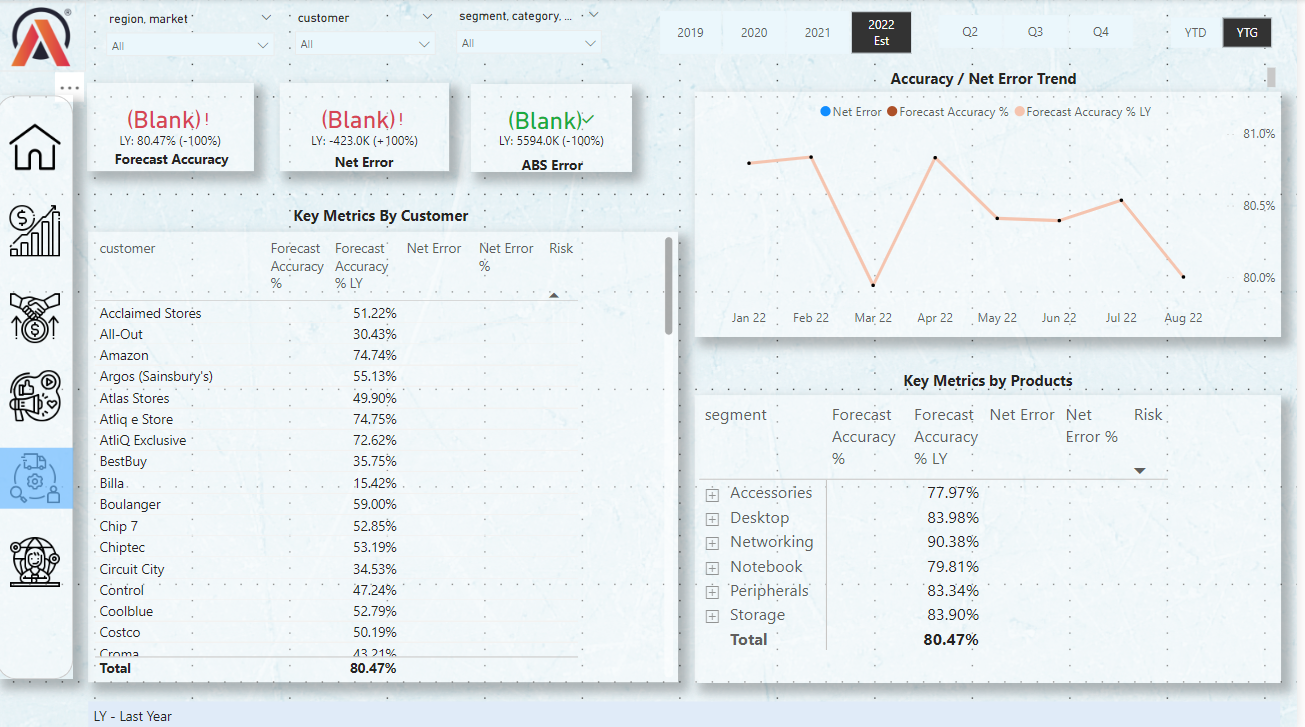 region, market
customer
segment, category, ...
All
All
All
2019
2020
2021
2022
Est
Q2
Q3
Q4
YTD
YTG
(Blank)!
LY: 80.47% (-100%)
Forecast Accuracy
(Blank)!
LY: -423.0K (+100%)
Net Error
(Blank)
LY: 5594.0K (-100%)
ABS Error
Accuracy / Net Error Trend
Net Error Forecast Accuracy % Forecast Accuracy % LY
81.0%
80.5%
80.0%
Jan 22 Feb 22 Mar 22 Apr 22 May 22 Jun 22 Jul 22 Aug 22
Key Metrics By Customer
customer Forecast Accuracy % Forecast Accuracy % LY Net Error Net Error % Risk
Acclaimed Stores 51.22%
All-Out 30.43%
Amazon 74.74%
Argos (Sainsbury's) 55.13%
Atlas Stores 49.90%
Atliq e Store 74.75%
AtliQ Exclusive 72.62%
BestBuy 35.75%
Billa 15.42%
Boulanger 59.00%
Chip 7 52.85%
Chiptec 53.19%
Circuit City 34.53%
Control 47.24%
Coolblue 52.79%
Costco 50.19%
Croma 43.21%
Total 80.47%
Key Metrics by Products
segment Forecast Accuracy % Forecast Accuracy % LY Net Error Net Error % Risk
Accessories 77.97%
Desktop 83.98%
Networking 90.38%
Notebook 79.81%
Peripherals 83.34%
Storage 83.90%
Total 80.47%
LY - Last Year